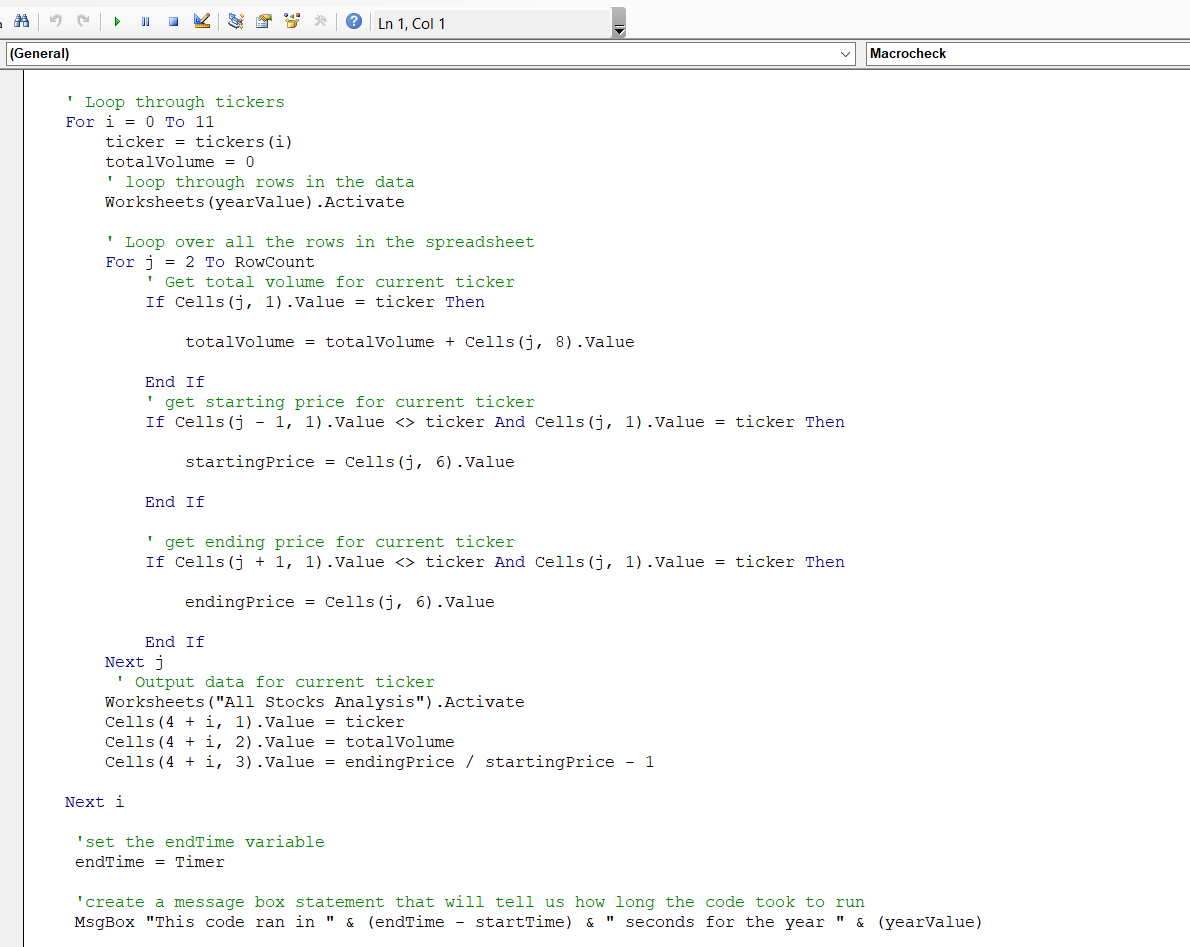 Ln 1, Col 1
(General) Macrocheck
' Loop through tickers
For i = 0 To 11
ticker = tickers(i)
totalVolume = 0
' loop through rows in the data
Worksheets(yearValue).Activate
' Loop over all the rows in the spreadsheet
For j = 2 To RowCount
' Get total volume for current ticker
If Cells(j, 1).Value = ticker Then
totalVolume = totalVolume + Cells(j, 8).Value
End If
' get starting price for current ticker
If Cells(j - 1, 1).Value <> ticker And Cells(j, 1).Value = ticker Then
startingPrice = Cells(j, 6).Value
End If
' get ending price for current ticker
If Cells(j + 1, 1).Value <> ticker And Cells(j, 1).Value = ticker Then
endingPrice = Cells(j, 6).Value
End If
Next j
' Output data for current ticker
Worksheets("All Stocks Analysis").Activate
Cells(4 + i, 1).Value = ticker
Cells(4 + i, 2).Value = totalVolume
Cells(4 + i, 3).Value = endingPrice / startingPrice - 1
Next i
'set the endTime variable
endTime = Timer
'create a message box statement that will tell us how long the code took to run
MsgBox "This code ran in " & (endTime - startTime) & " seconds for the year " & (yearValue)